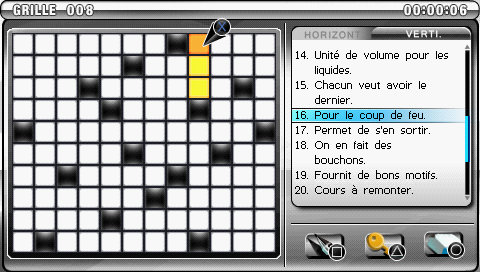 GRILLE 008
00:00:06
HORIZONT
VERTI.
14. Unité de volume pour les
liquides.
15. Chacun veut avoir le
dernier.
16. Pour le coup de feu.
17. Permet de s'en sortir.
18. On en fait des
bouchons.
19. Fournit de bons motifs.
20. Cours à remonter.